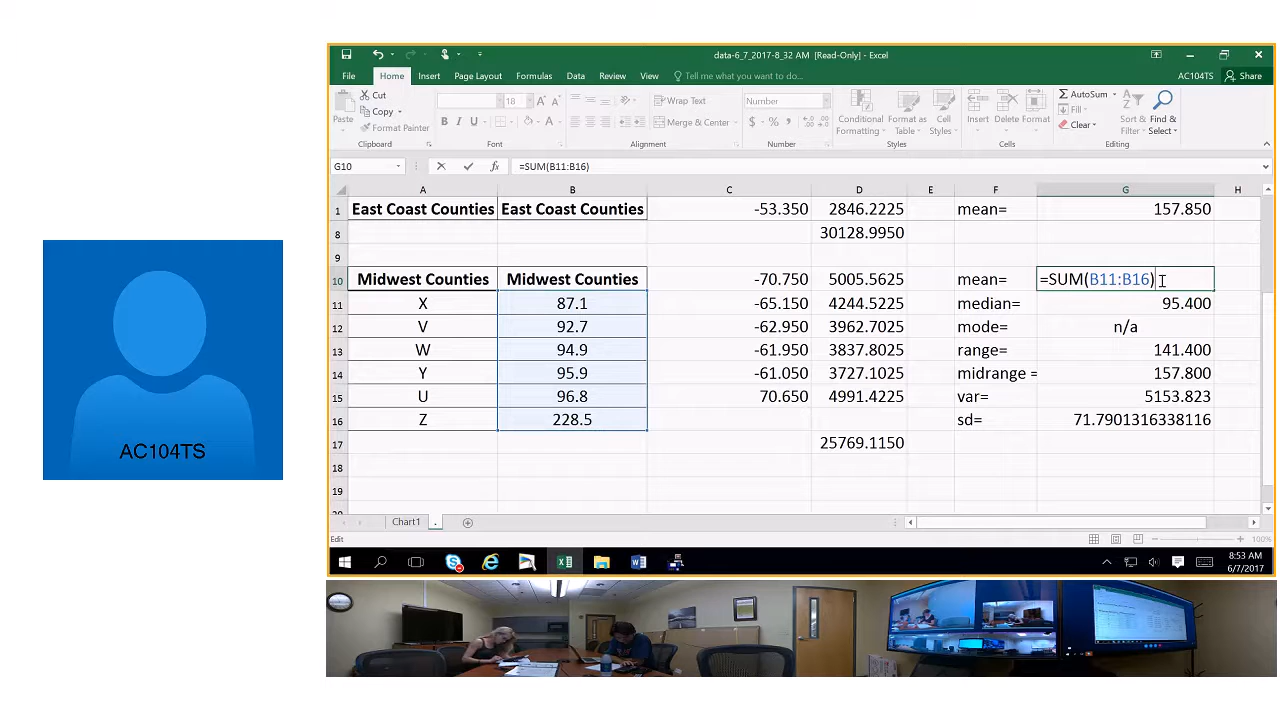 data-6_7_2017-8_32 AM [Read-Only] - Excel
File Home Insert Page Layout Formulas Data Review View Tell me what you want to do... AC104TS Share
Paste Cut Copy Format Painter Clipboard
18 A A B I U A Font
Wrap Text Merge & Center Alignment
Number $ % , Number
Conditional Formatting Format as Table Cell Styles Styles
Insert Delete Format Cells
AutoSum Fill Clear Sort & Filter Find & Select Editing
G10 fx =SUM(B11:B16)
A B C D E F G H
1 East Coast Counties East Coast Counties -53.350 2846.2225 mean= 157.850
8 30128.9950
9
10 Midwest Counties Midwest Counties -70.750 5005.5625 mean= =SUM(B11:B16)
11 X 87.1 -65.150 4244.5225 median= 95.400
12 V 92.7 -62.950 3962.7025 mode= n/a
13 W 94.9 -61.950 3837.8025 range= 141.400
14 Y 95.9 -61.050 3727.1025 midrange = 157.800
15 U 96.8 70.650 4991.4225 var= 5153.823
16 Z 228.5 sd= 71.7901316338116
17 25769.1150
18
19
AC104TS
Chart1 .
Edit 100%
8:53 AM
6/7/2017